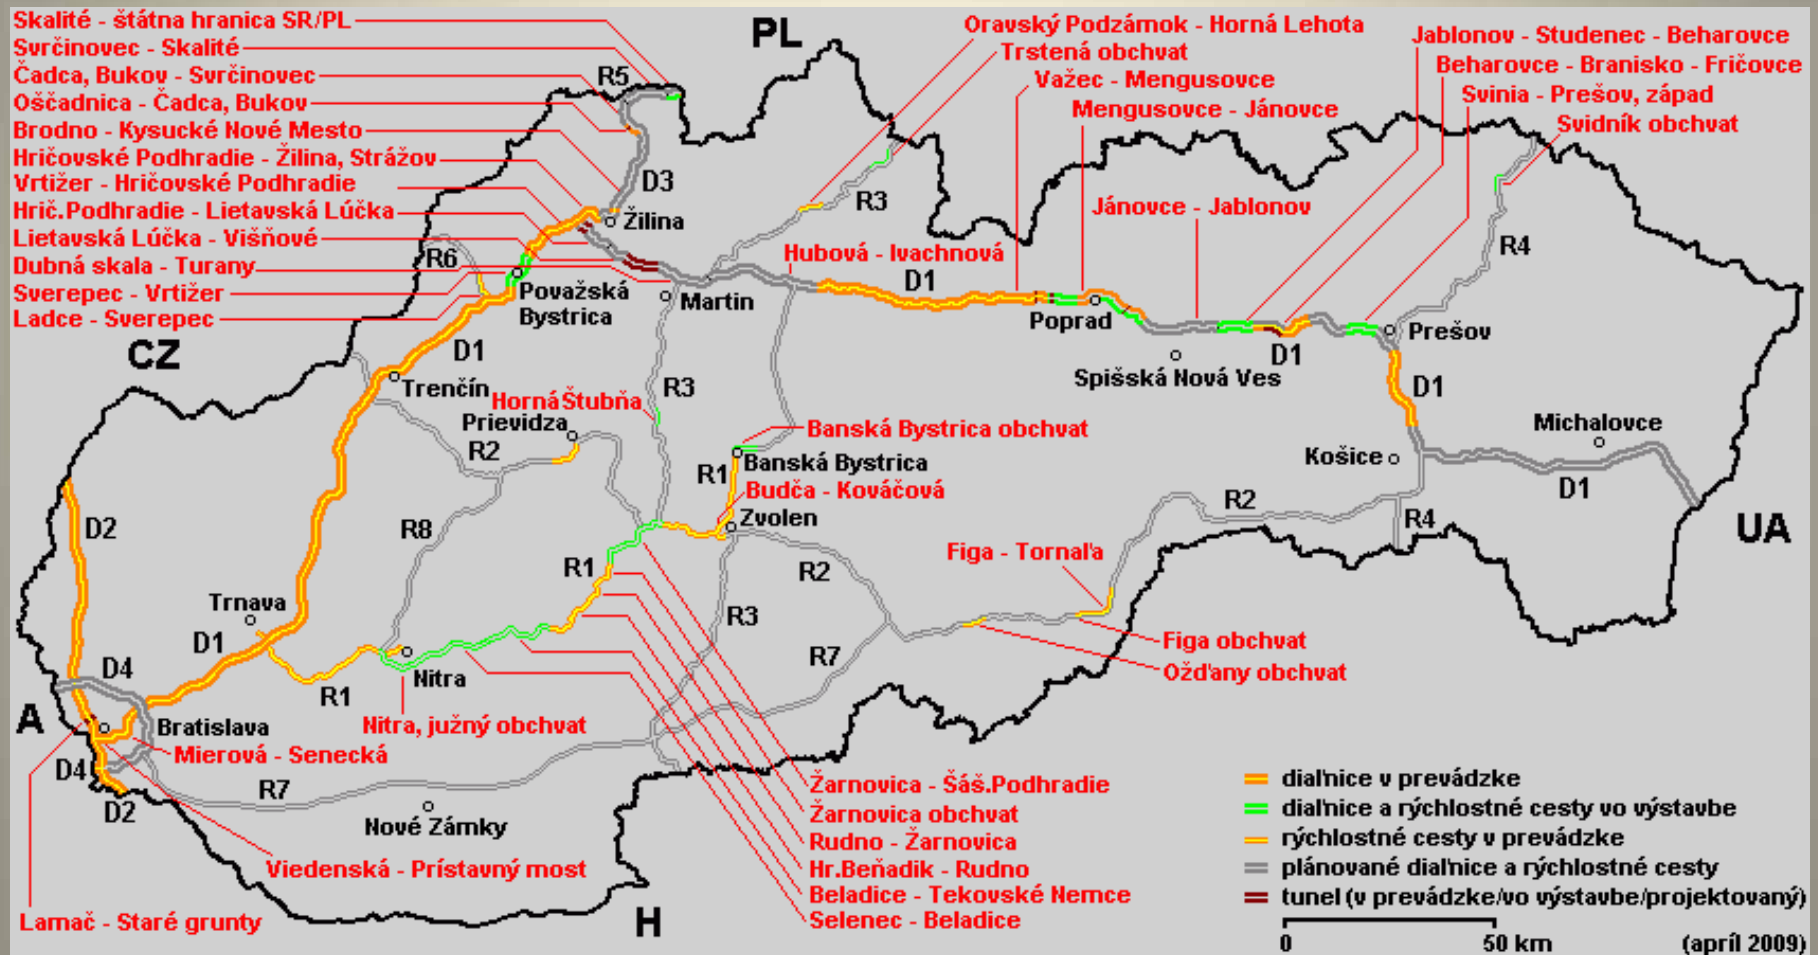 Skalité - štátna hranica SR/PL
Svrčinovec - Skalité
Čadca, Bukov - Svrčinovec
Oščadnica - Čadca, Bukov
Brodno - Kysucké Nové Mesto
Hričovské Podhradie - Žilina, Strážov
Vrtižer - Hričovské Podhradie
Hrič.Podhradie - Lietavská Lúčka
Lietavská Lúčka - Višňové
Dubná skala - Turany
Sverepec - Vrtižer
Ladce - Sverepec
PL
Oravský Podzámok - Horná Lehota
Trstená obchvat
Važec - Mengusovce
Mengusovce - Jánovce
Jablonov - Studenec - Beharovce
Beharovce - Branisko - Fričovce
Svinia - Prešov, západ
Svidník obchvat
Jánovce - Jablonov
Hubová - Ivachnová
R5
D3
R3
R4
R6
Žilina
Martin
Považská
Bystrica
D1
Poprad
Prešov
D1
Spišská Nová Ves
D1
CZ
D1
Trenčín
R3
Horná Štubňa
Prievidza
R2
Banská Bystrica obchvat
Banská Bystrica
R1
Budča - Kováčová
Zvolen
Michalovce
Košice
D1
R2
R4
UA
D2
R8
R1
R2
Figa - Tornaľa
Trnava
D1
R3
R7
Figa obchvat
Ožďany obchvat
D4
R1
Nitra
A
Bratislava
Nitra, južný obchvat
Mierová - Senecká
D4
D2
R7
Nové Zámky
Viedenská - Prístavný most
Lamač - Staré grunty
H
Žarnovica - Šáš.Podhradie
Žarnovica obchvat
Rudno - Žarnovica
Hr.Beňadik - Rudno
Beladice - Tekovské Nemce
Selenec - Beladice
diaľnice v prevádzke
diaľnice a rýchlostné cesty vo výstavbe
rýchlostné cesty v prevádzke
plánované diaľnice a rýchlostné cesty
tunel (v prevádzke/vo výstavbe/projektovaný)
0 50 km (apríl 2009)